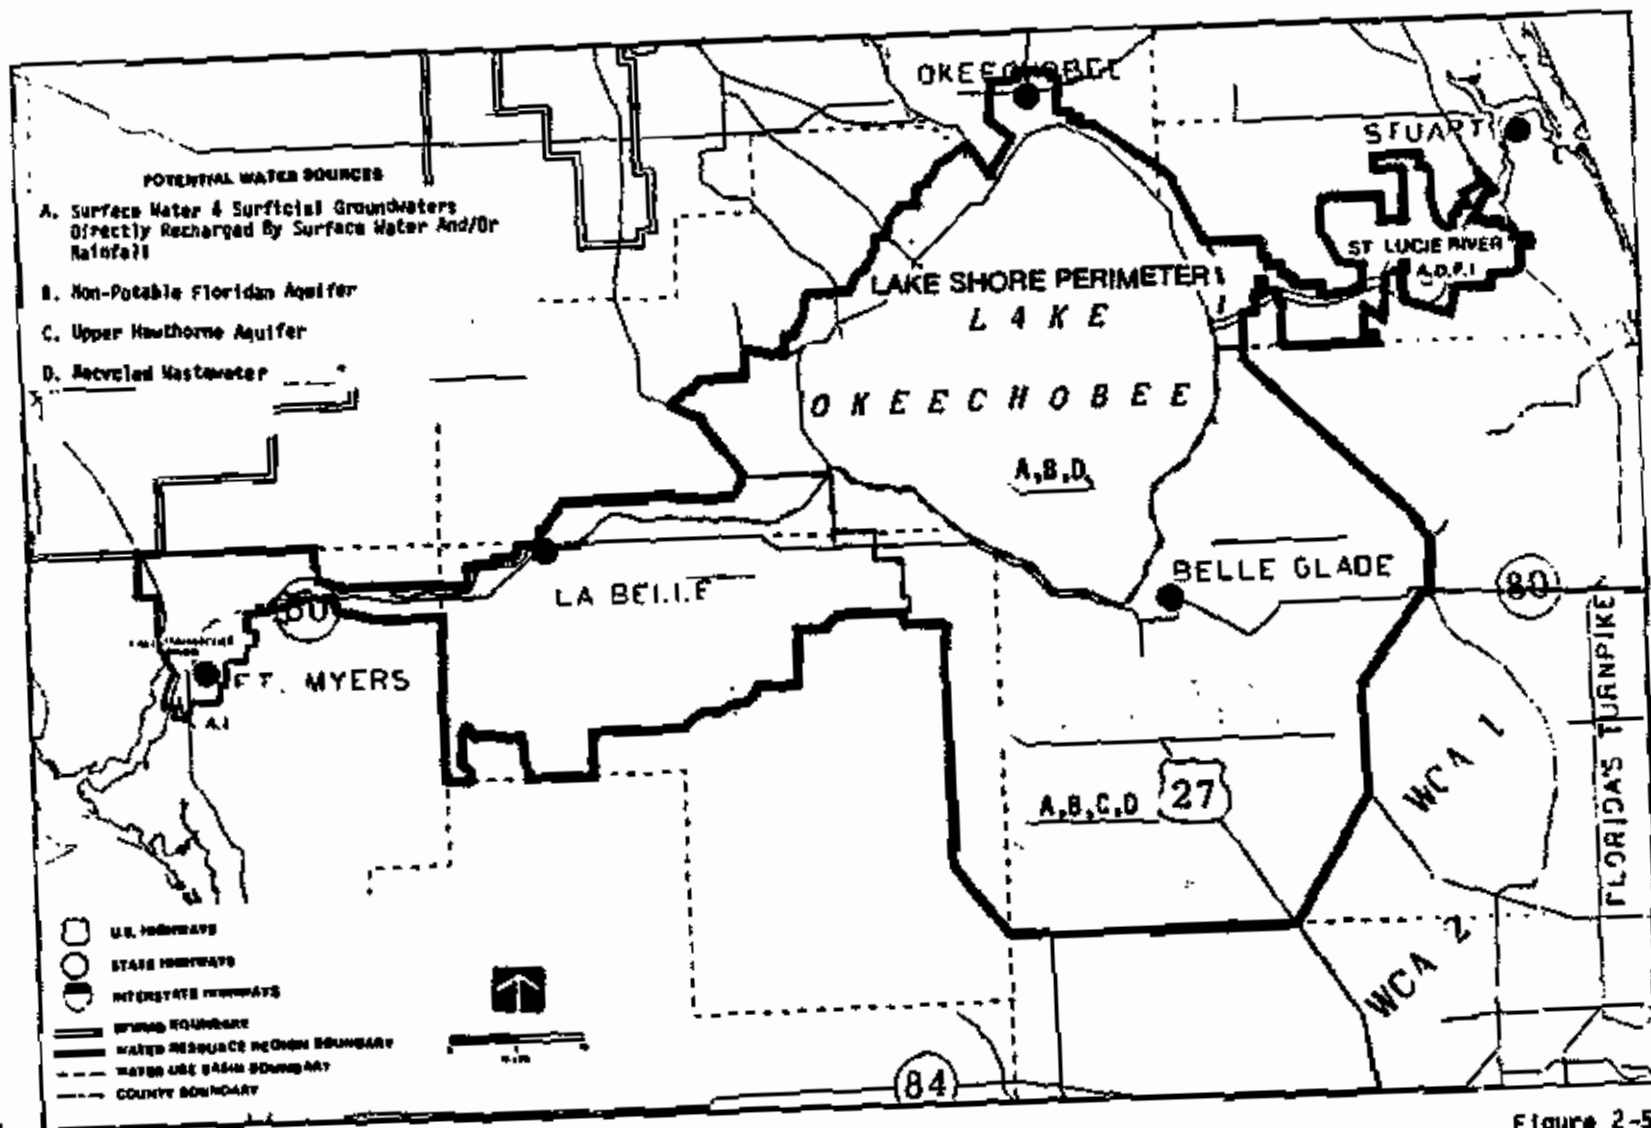 OKEECHOBEE
STUART
POTENTIAL WATER SOURCES
A. Surface Water & Surficial Groundwaters
Directly Recharged By Surface Water And/Or
Rainfall
B. Non-Potable Floridan Aquifer
C. Upper Hawthorne Aquifer
D. Recycled Wastewater
ST. LUCIE RIVER
LAKE SHORE PERIMETER
LAKE
OKEECHOBEE
A,B,D
LA BELLE
BELLE GLADE
80
80
FT. MYERS
A,B,C,D
27
WCA 1
WCA 2
FLORIDA'S TURNPIKE
U.S. HIGHWAYS
STATE HIGHWAYS
INTERSTATE HIGHWAYS
BOUNDARY
WATER RESOURCE REGION BOUNDARY
WATER USE BASIN BOUNDARY
COUNTY BOUNDARY
84
Figure 2-5